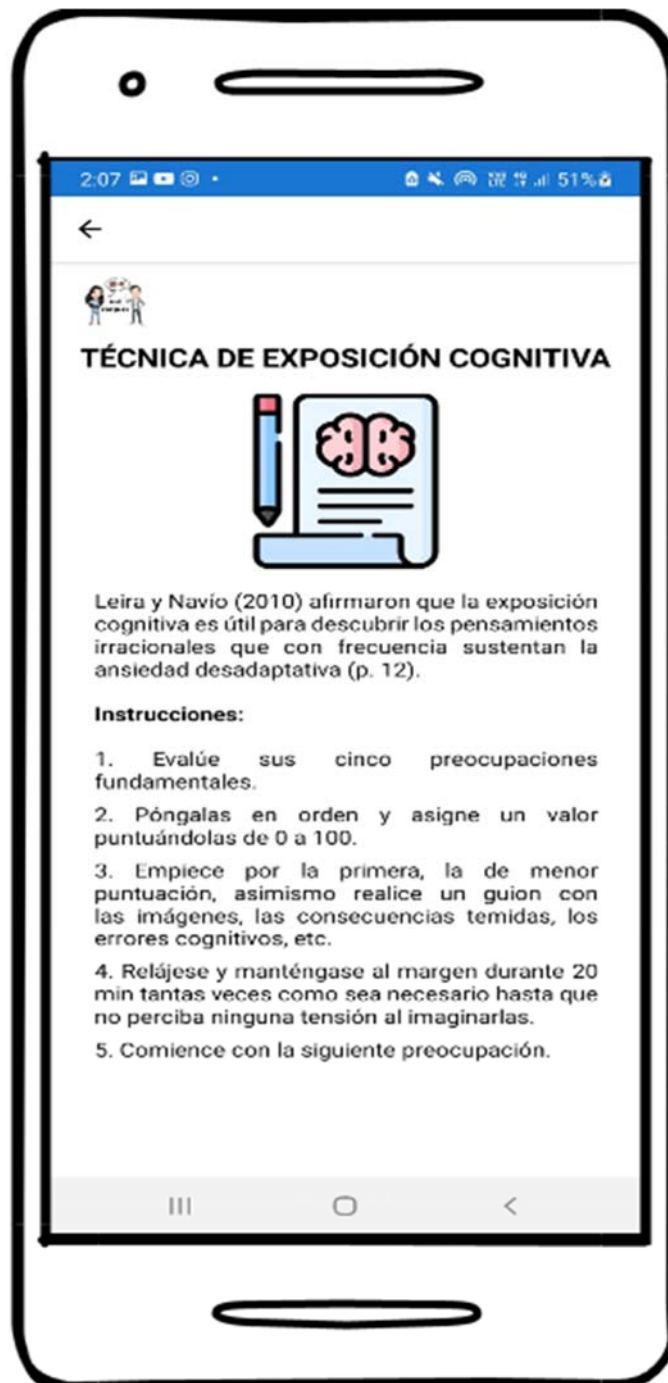 2:07
51%
TÉCNICA DE EXPOSICIÓN COGNITIVA
Leira y Navío (2010) afirmaron que la exposición
cognitiva es útil para descubrir los pensamientos
irracionales que con frecuencia sustentan la
ansiedad desadaptativa (p. 12).
Instrucciones:
1. Evalúe sus cinco preocupaciones
fundamentales.
2. Póngalas en orden y asigne un valor
puntuándolas de 0 a 100.
3. Empiece por la primera, la de menor
puntuación, asimismo realice un guion con
las imágenes, las consecuencias temidas, los
errores cognitivos, etc.
4. Relájese y manténgase al margen durante 20
min tantas veces como sea necesario hasta que
no perciba ninguna tensión al imaginarlas.
5. Comience con la siguiente preocupación.